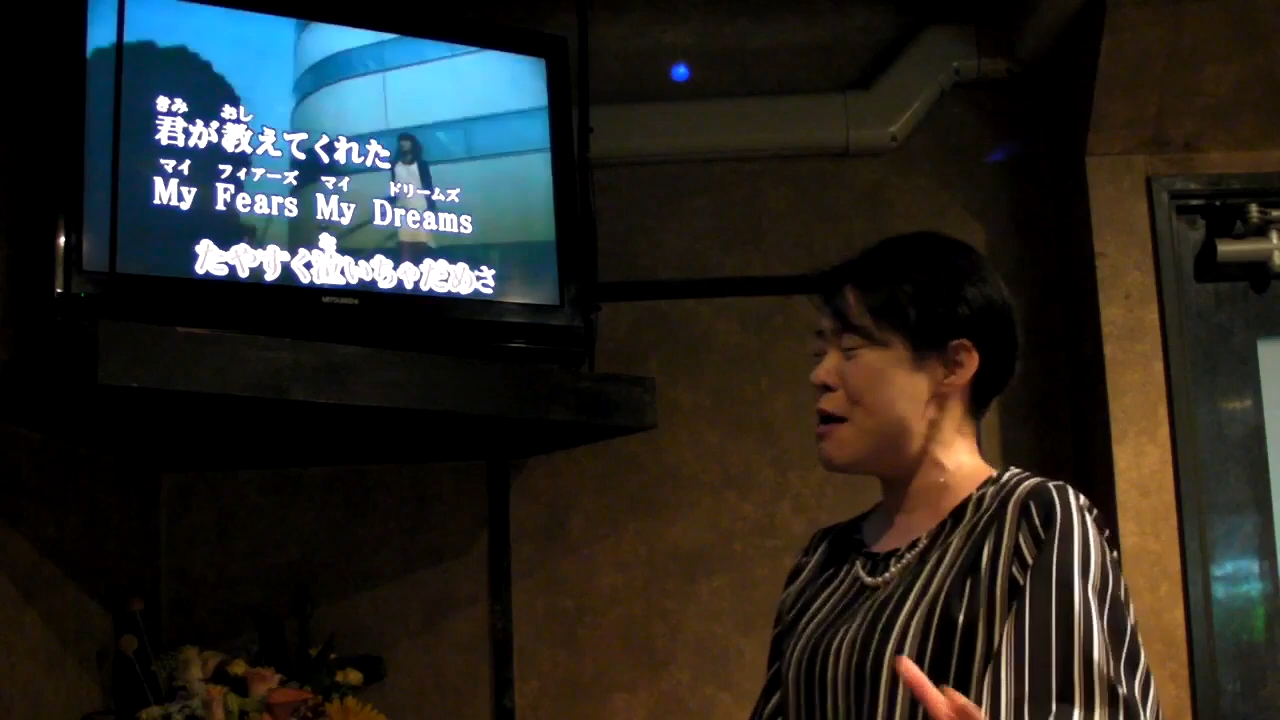 きみ おし
君が教えてくれた
マイ フィアーズ マイ ドリームズ
My Fears My Dreams
な
たやすく泣いちゃだめさ
MITSUBISHI